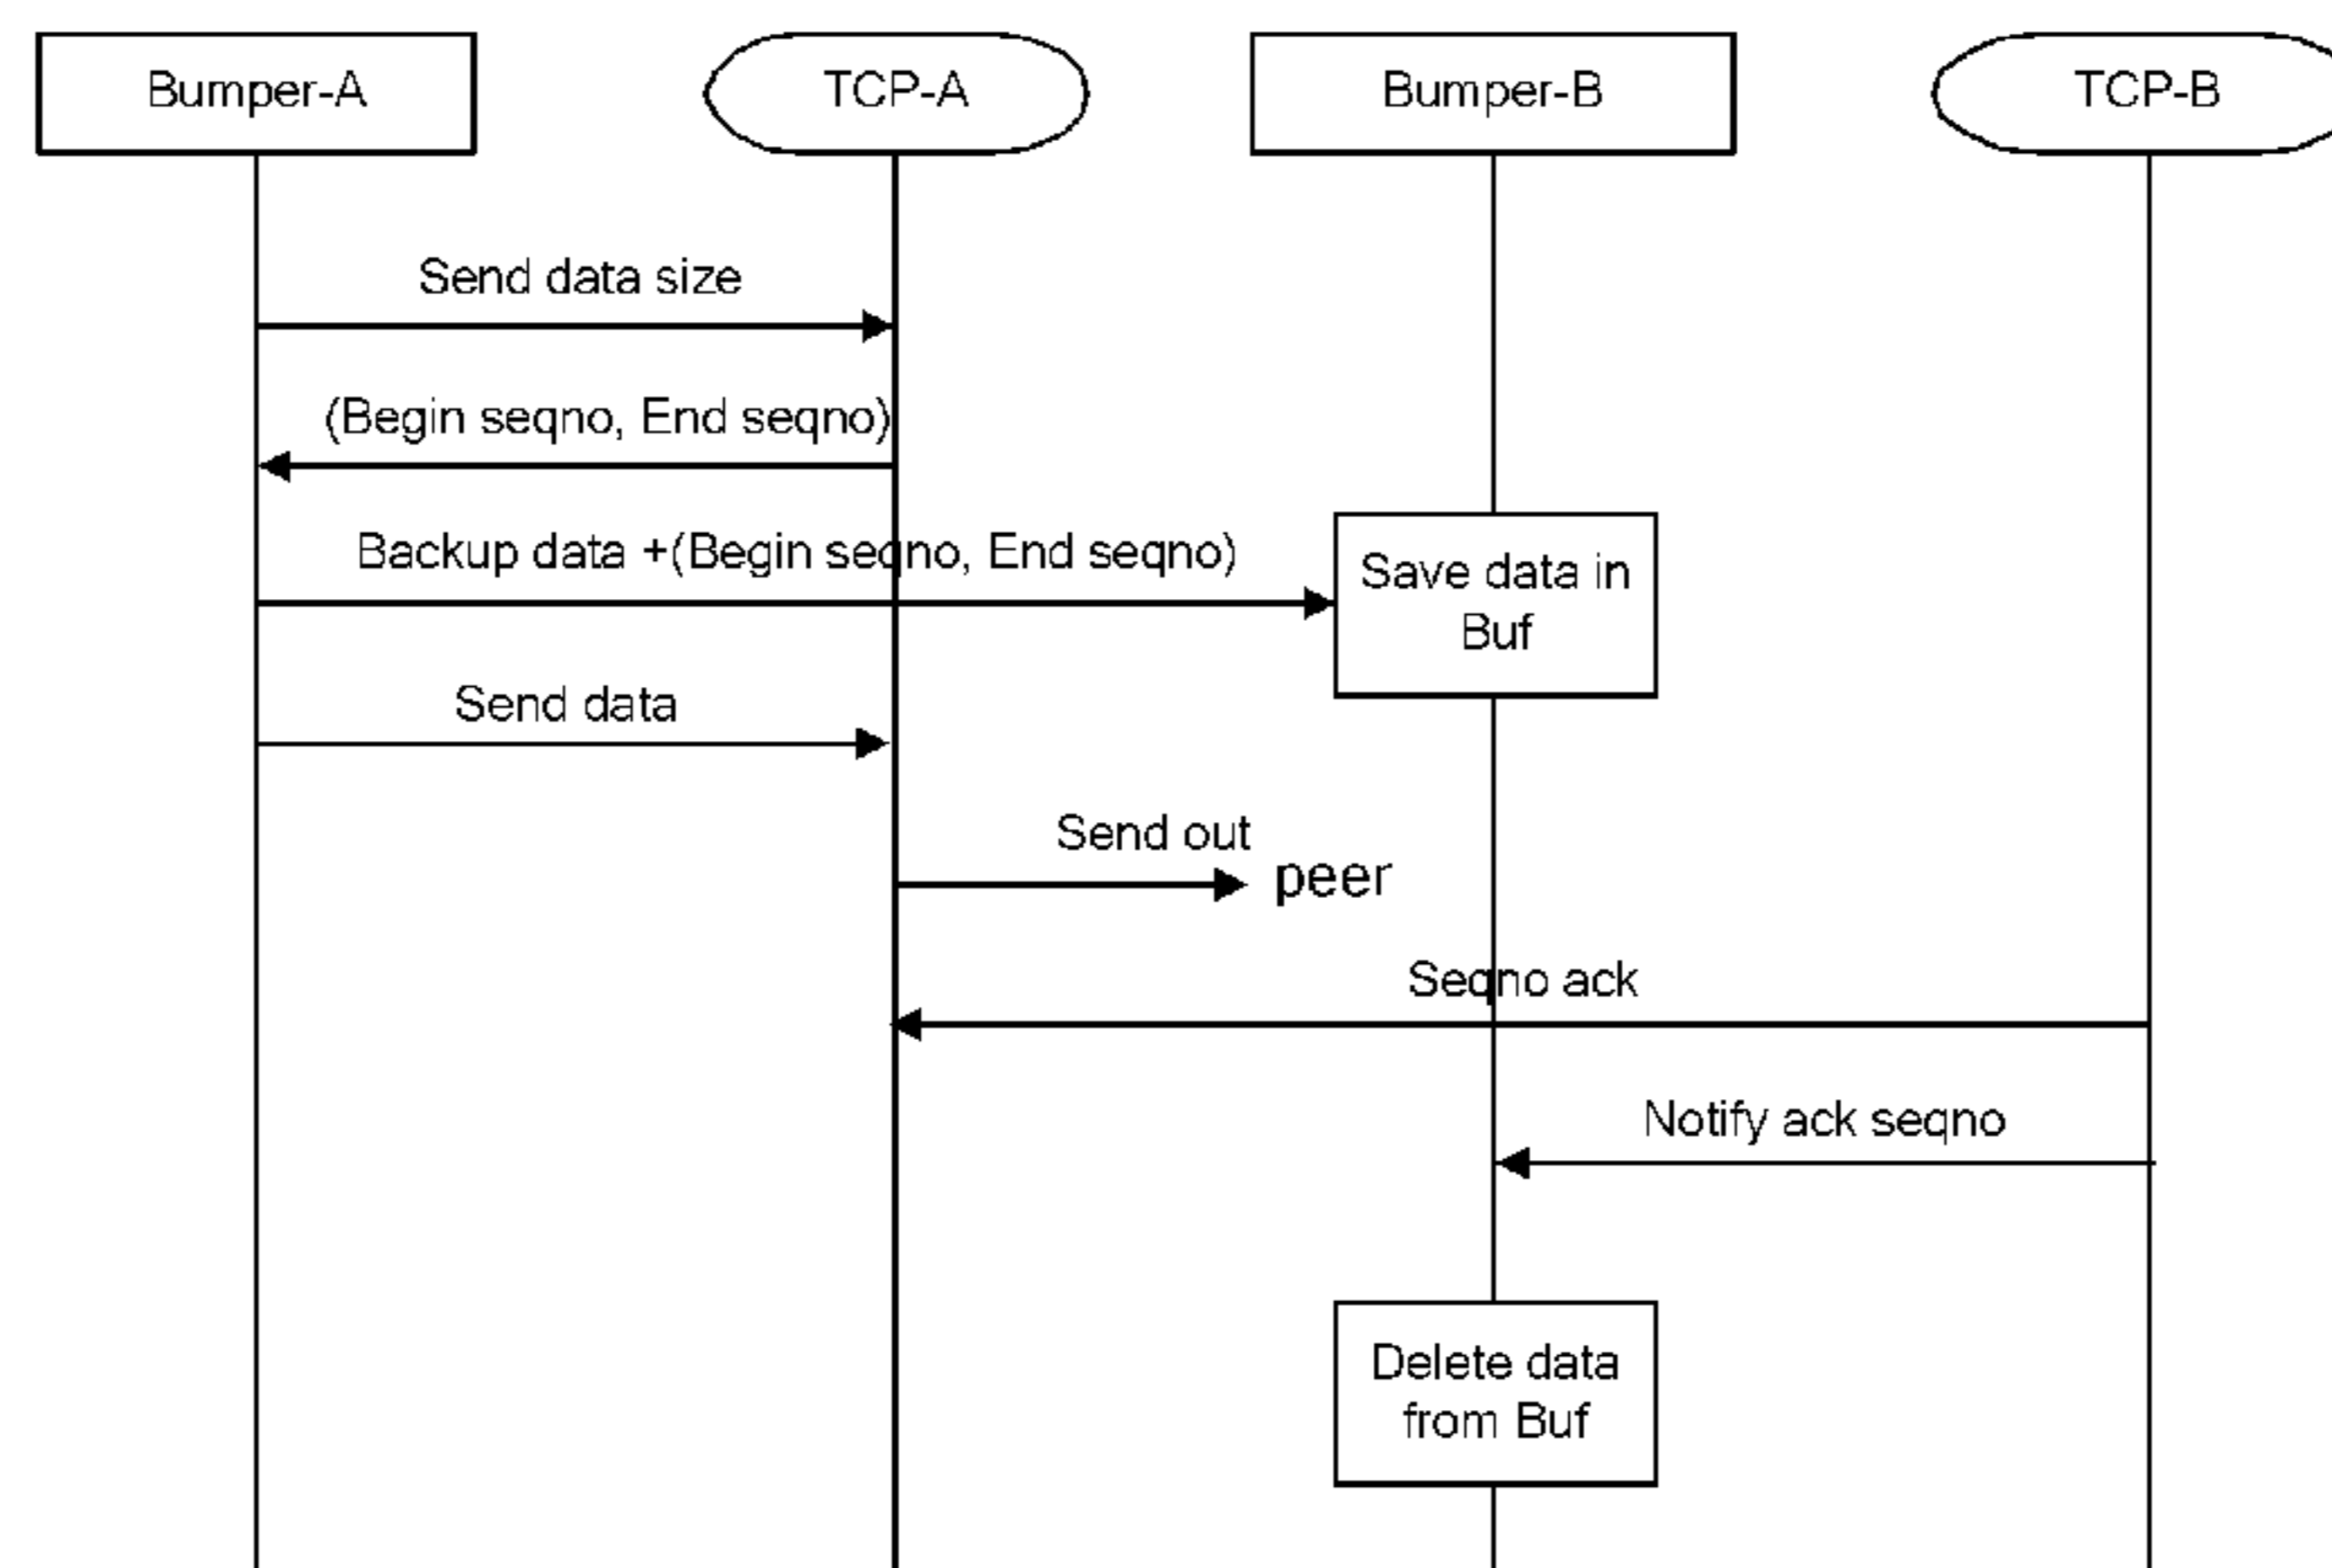 Bumper-A
TCP-A
Bumper-B
TCP-B
Send data size
(Begin seqno, End seqno)
Backup data +(Begin seqno, End seqno)
Save data in
Buf
Send data
Send out
peer
Seqno ack
Notify ack seqno
Delete data
from Buf